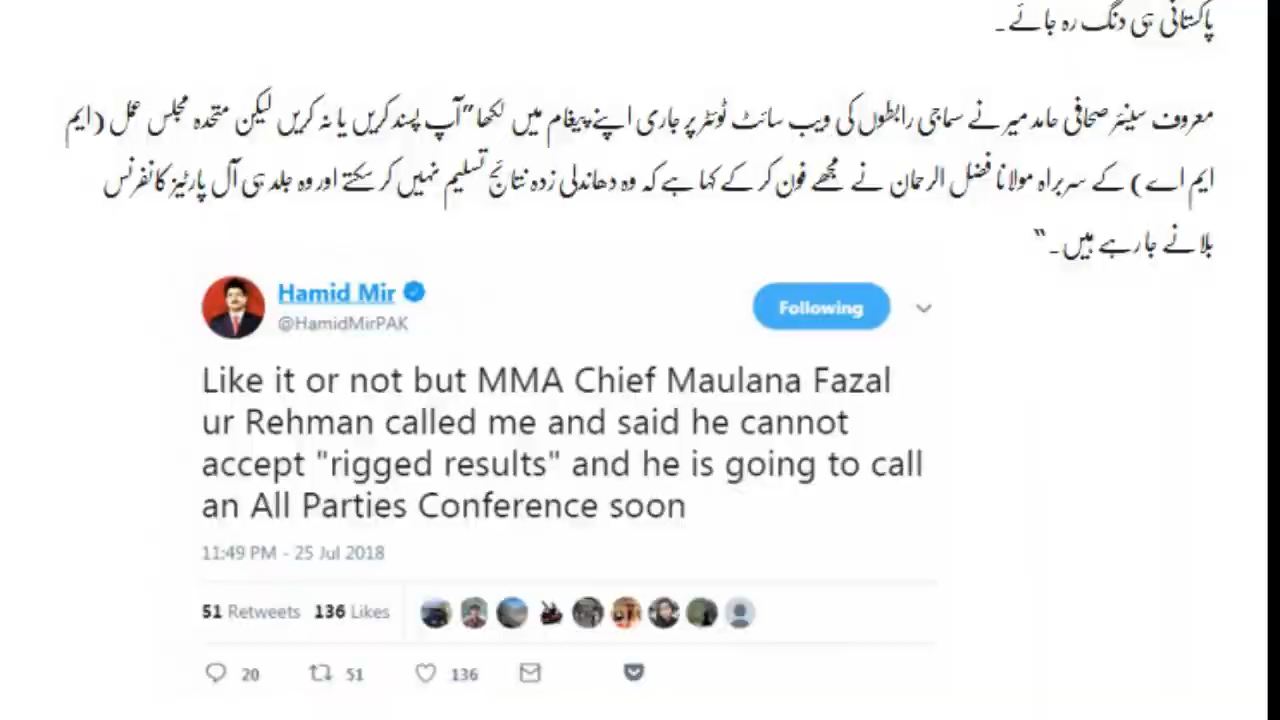 پاکستانی ہی دنگ رہ جائے۔
معروف سینئر صحافی حامد میر نے سماجی رابطوں کی ویب سائٹ ٹوئٹر پر جاری اپنے پیغام میں لکھا”آپ پسند کریں یا نہ کریں لیکن متحدہ مجلس عمل (ایم
ایم اے) کے سربراہ مولانا فضل الرحمان نے مجھے فون کر کے کہا ہے کہ وہ دھاندلی زدہ نتائج تسلیم نہیں کر سکتے اور وہ جلد ہی آل پارٹیز کانفرنس
بلانے جارہے ہیں۔“
Hamid Mir
Following
@HamidMirPAK
Like it or not but MMA Chief Maulana Fazal
ur Rehman called me and said he cannot
accept "rigged results" and he is going to call
an All Parties Conference soon
11:49 PM - 25 Jul 2018
51 Retweets 136 Likes
20 51 136